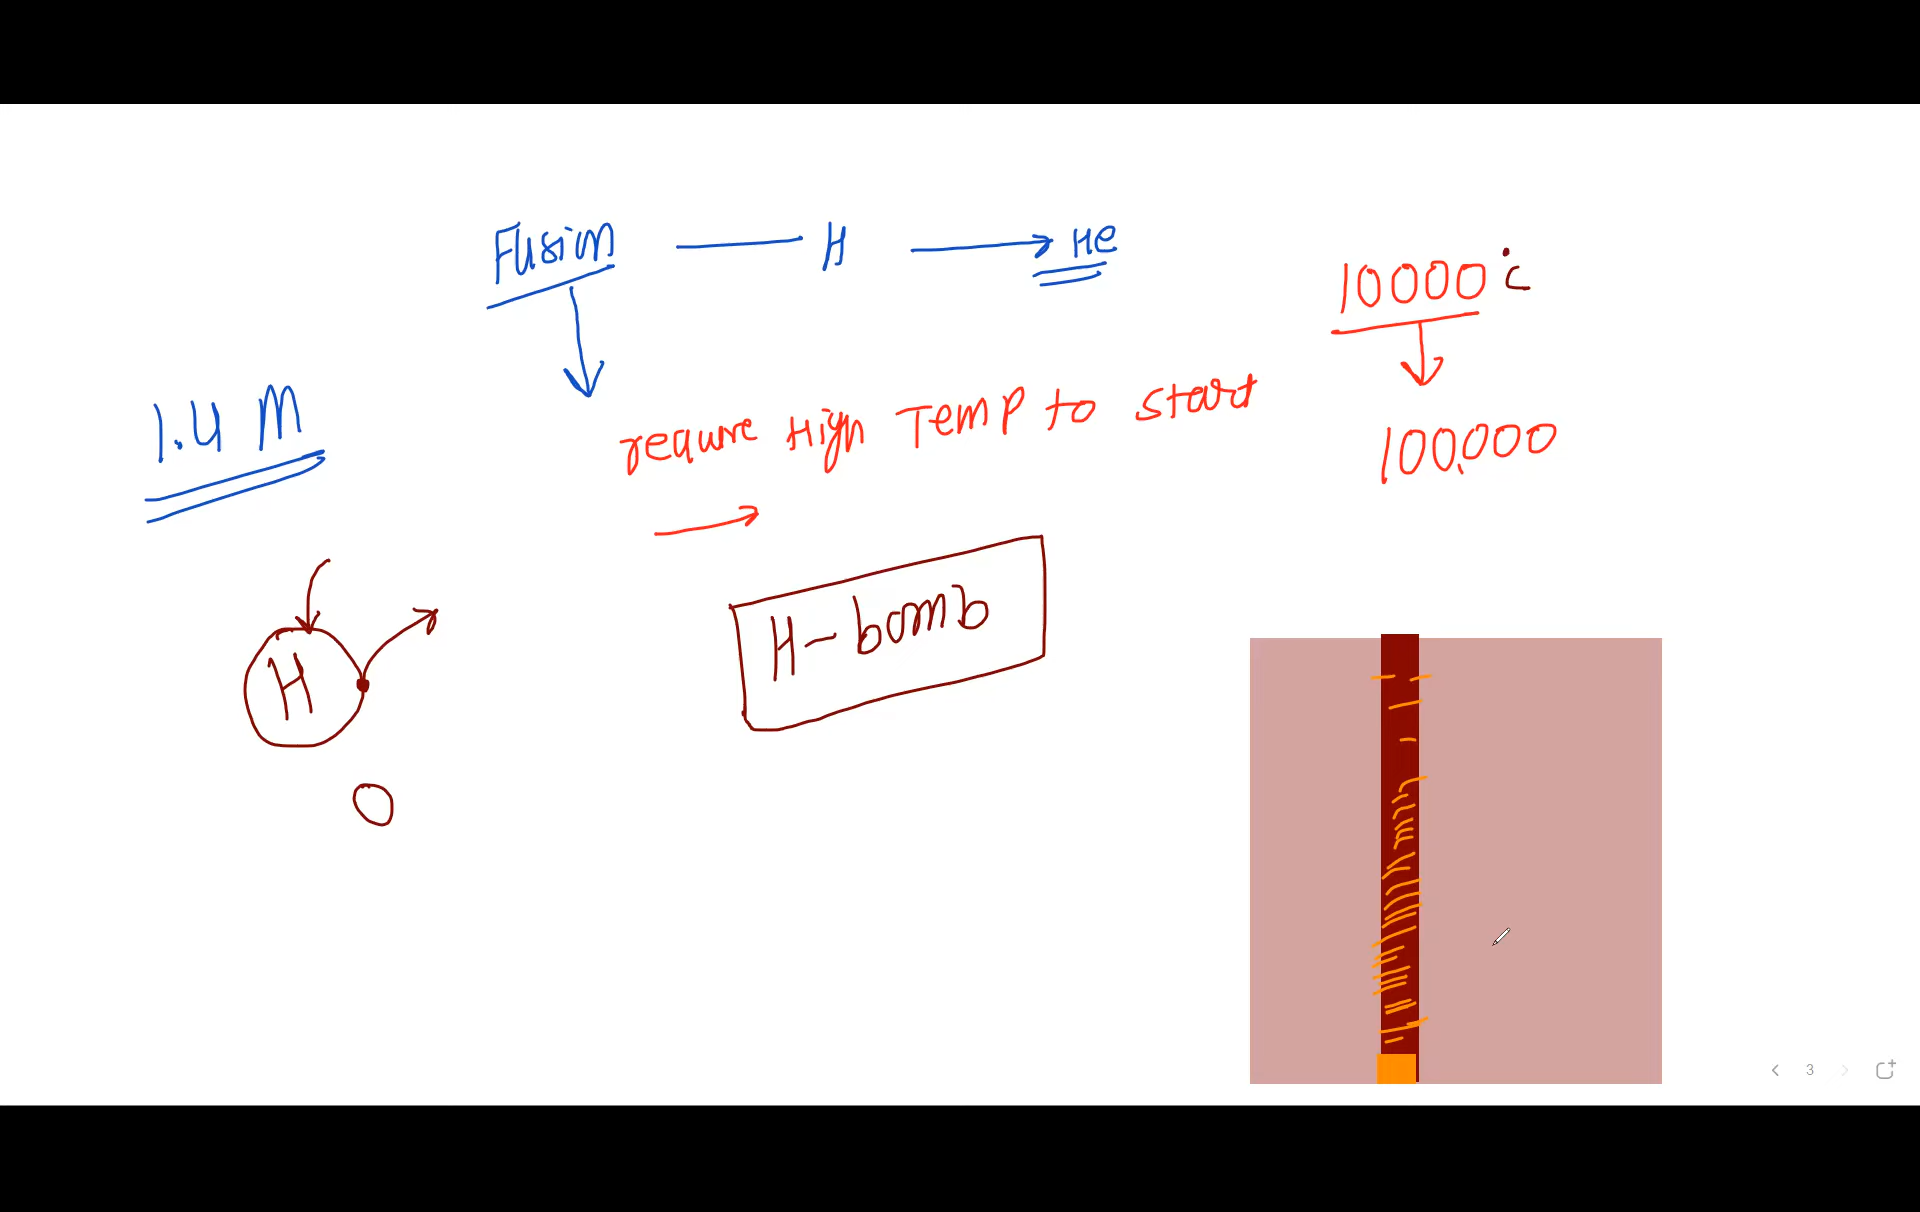 Fusion — H → He
10000°C
1.4 M
require High Temp to start
100,000
H
H-bomb
3